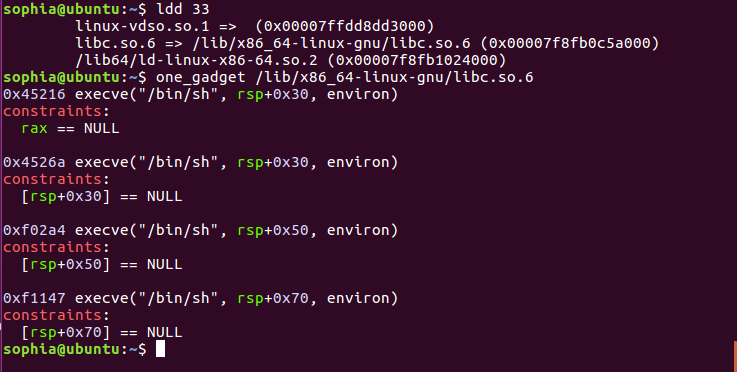 sophia@ubuntu:~$ ldd 33
linux-vdso.so.1 =>  (0x00007ffdd8dd3000)
libc.so.6 => /lib/x86_64-linux-gnu/libc.so.6 (0x00007f8fb0c5a000)
/lib64/ld-linux-x86-64.so.2 (0x00007f8fb1024000)
sophia@ubuntu:~$ one_gadget /lib/x86_64-linux-gnu/libc.so.6
0x45216 execve("/bin/sh", rsp+0x30, environ)
constraints:
  rax == NULL

0x4526a execve("/bin/sh", rsp+0x30, environ)
constraints:
  [rsp+0x30] == NULL

0xf02a4 execve("/bin/sh", rsp+0x50, environ)
constraints:
  [rsp+0x50] == NULL

0xf1147 execve("/bin/sh", rsp+0x70, environ)
constraints:
  [rsp+0x70] == NULL
sophia@ubuntu:~$